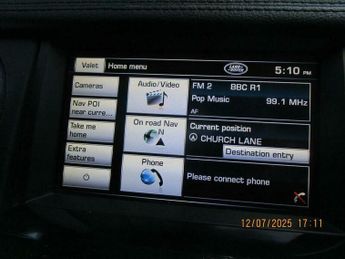 Valet
Home menu
LAND
ROVER
5:10 PM
Cameras
Nav POI
near curre...
Take me
home
Extra
features
Audio/Video
On road Nav
N
Phone
FM 2 BBC R1
Pop Music 99.1 MHz
AF
Current position
CHURCH LANE
Destination entry
Please connect phone
12/07/2025 17:11